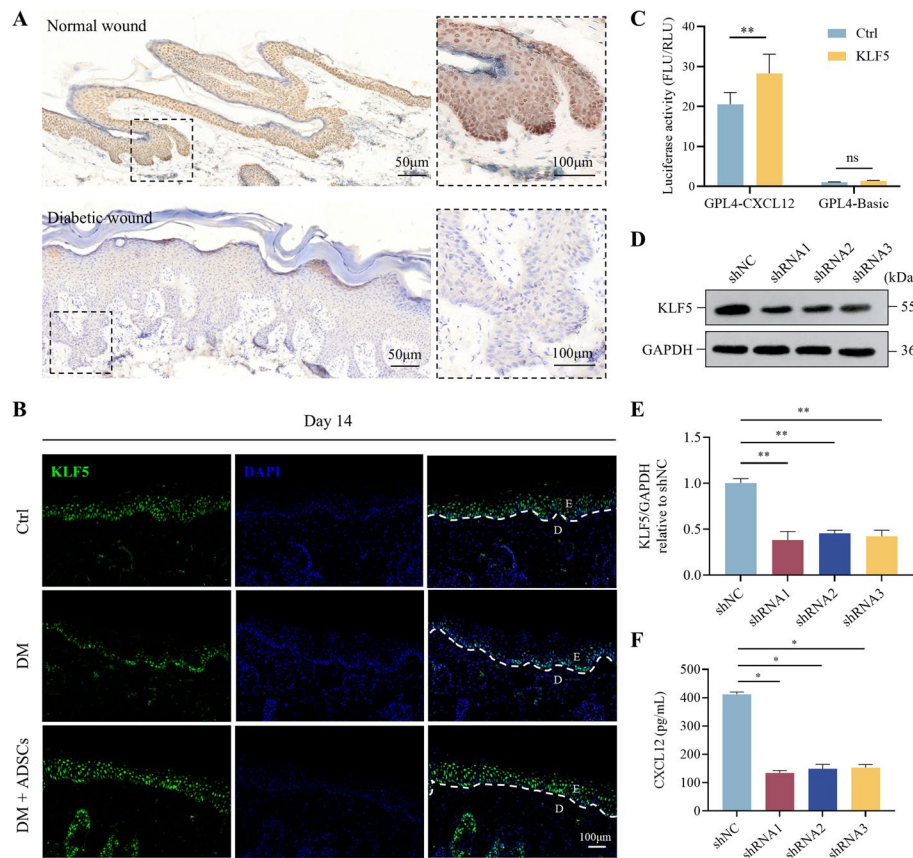 A
Normal wound
50μm
100μm
Diabetic wound
50μm
100μm
B
Day 14
KLF5
DAPI
Ctrl
E
D
DM
E
D
DM + ADSCs
E
D
100μm
C
Luciferase activity (FLU/RLU)
40
30
20
10
0
**
ns
Ctrl
KLF5
GPL4-CXCL12
GPL4-Basic
D
shNC
shRNA1
shRNA2
shRNA3
(kDa
KLF5
55
GAPDH
36
E
KLF5/GAPDH
relative to shNC
1.5
1.0
0.5
0.0
**
**
**
shNC
shRNA1
shRNA2
shRNA3
F
CXCL12 (pg/mL)
500
400
300
200
100
0
*
*
*
shNC
shRNA1
shRNA2
shRNA3